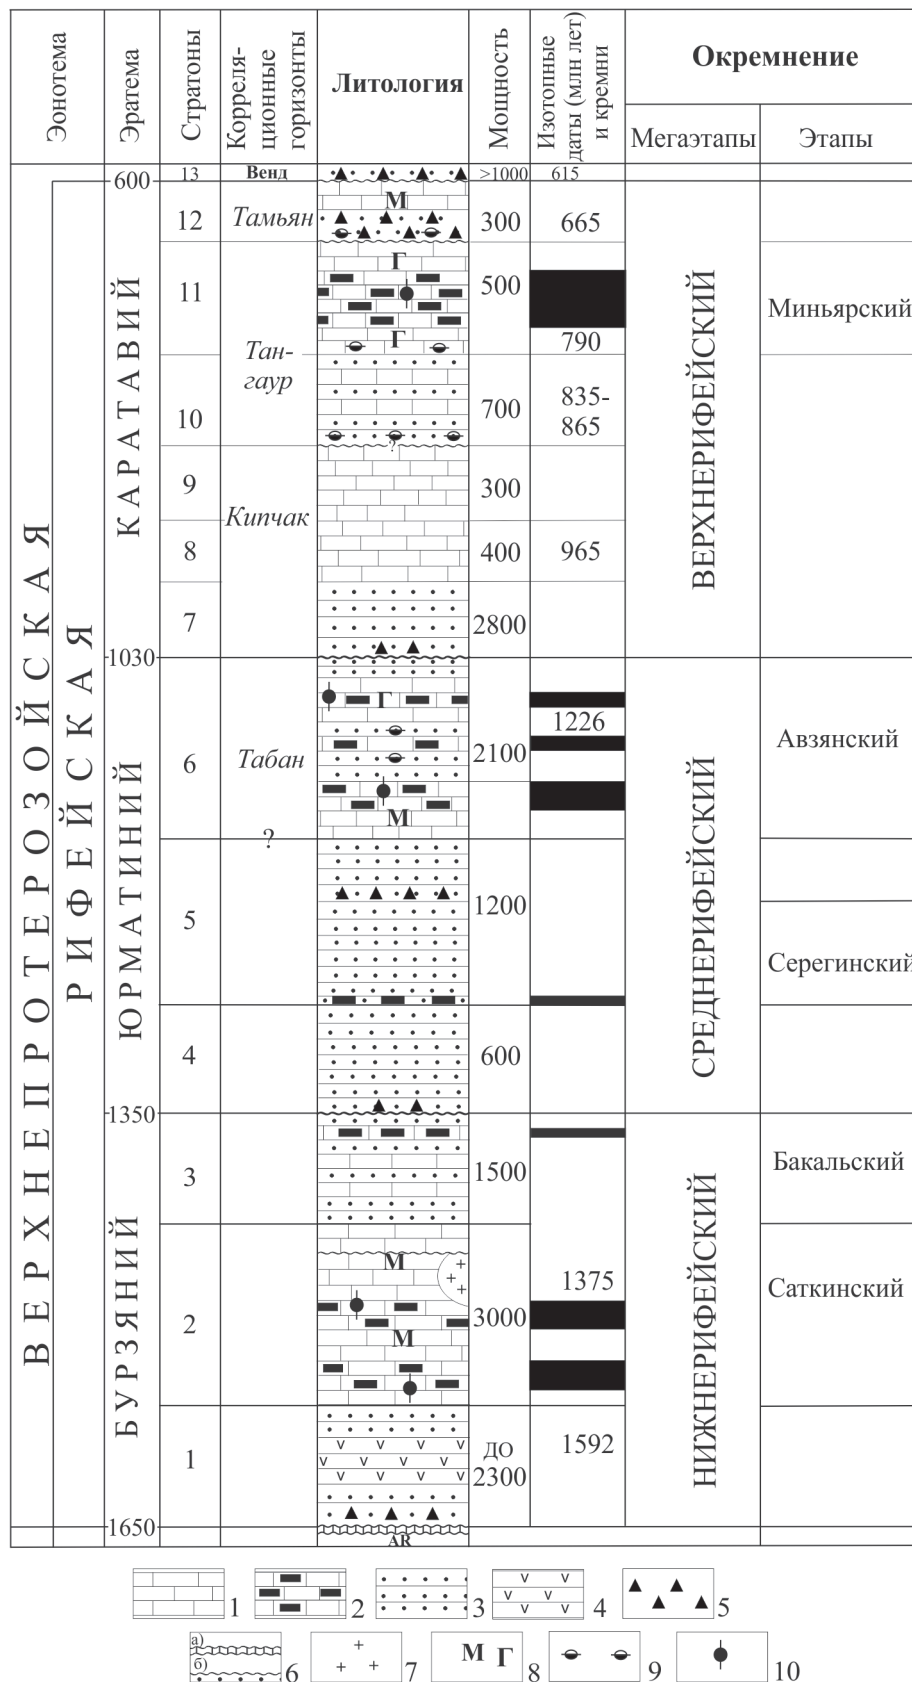 Эонотема
Эратема
Стратоны
Корреля-
ционные
горизонты
Литология
Мощность
Изотопные
даты (млн лет)
и кремни
Окремнение
Мегаэтапы
Этапы
13
Венд
>1000
615
600
М
12
Тамьян
300
665
Г
11
500
Миньярский
Г
790
Тан-
гаур
10
700
835-
865
?
9
300
Кипчак
8
400
965
7
2800
1030
Г
1226
6
Табан
2100
Авзянский
М
?
5
1200
Серегинский
4
600
1350
3
1500
Бакальский
М
1375
Саткинский
2
3000
М
1
ДО
2300
1592
1650
AR
ВЕРХНЕПРОТЕРОЗОЙСКАЯ
РИФЕЙСКАЯ
КАРАТАВИЙ
ЮРМАТИНИЙ
БУРЗЯНИЙ
ВЕРХНЕРИФЕЙСКИЙ
СРЕДНЕРИФЕЙСКИЙ
НИЖНЕРИФЕЙСКИЙ
1
2
3
4
5
а)
б)
6
7
М Г
8
9
10